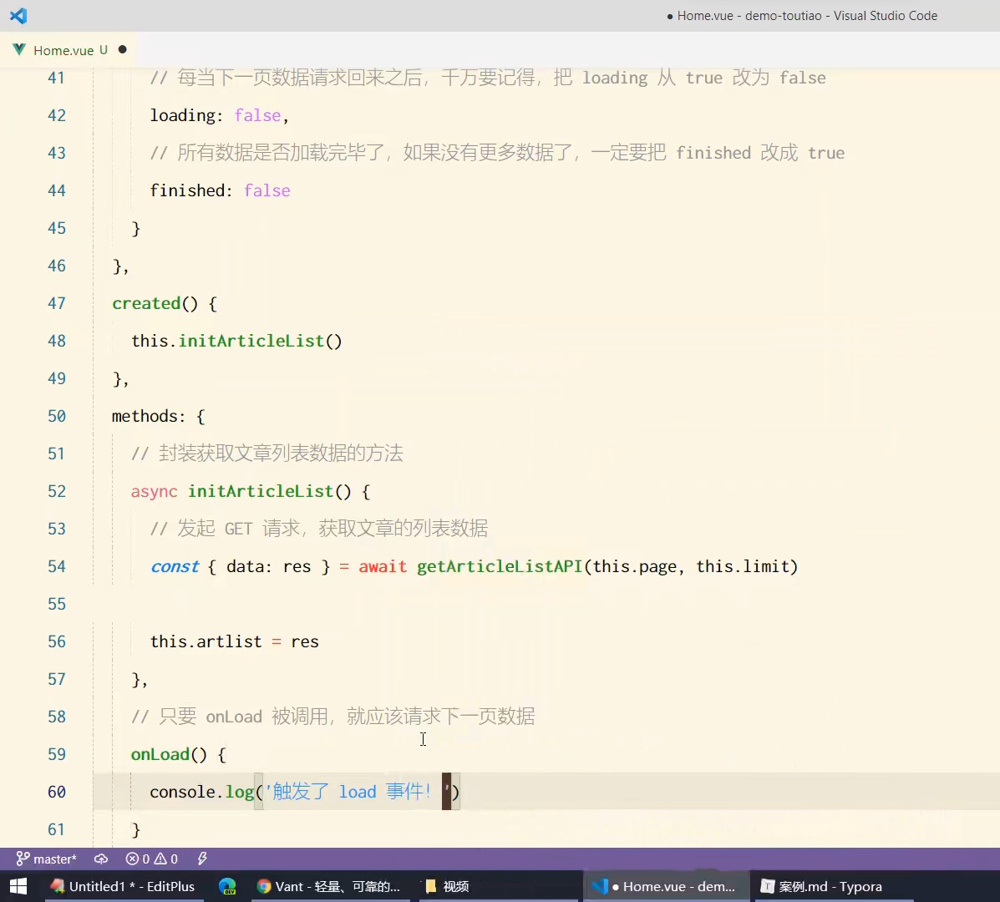 ● Home.vue - demo-toutiao - Visual Studio Code
Home.vue U ●
41 // 每当下一页数据请求回来之后，千万要记得，把 loading 从 true 改为 false
42 loading: false,
43 // 所有数据是否加载完毕了，如果没有更多数据了，一定要把 finished 改成 true
44 finished: false
45 }
46 },
47 created() {
48 this.initArticleList()
49 },
50 methods: {
51 // 封装获取文章列表数据的方法
52 async initArticleList() {
53 // 发起 GET 请求，获取文章的列表数据
54 const { data: res } = await getArticleListAPI(this.page, this.limit)
55
56 this.artlist = res
57 },
58 // 只要 onLoad 被调用，就应该请求下一页数据
59 onLoad() {
60 console.log('触发了 load 事件！')
61 }
master* 0 0
Untitled1 * - EditPlus DEV Vant - 轻量、可靠的... 视频 ● Home.vue - dem... T 案例.md - Typora